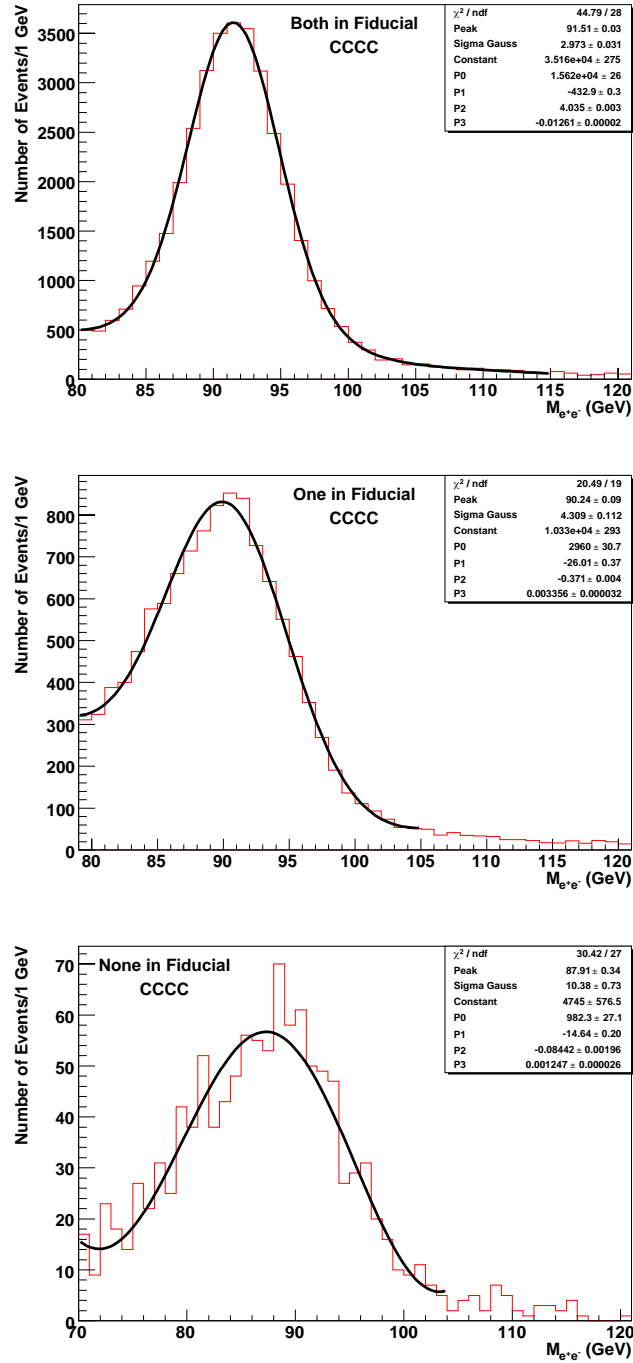 Both in Fiducial
CCCC
χ² / ndf 44.79 / 28
Peak 91.51 ± 0.03
Sigma Gauss 2.973 ± 0.031
Constant 3.516e+04 ± 275
P0 1.562e+04 ± 26
P1 -432.9 ± 0.3
P2 4.035 ± 0.003
P3 -0.01261 ± 0.00002
Number of Events/1 GeV
3500
3000
2500
2000
1500
1000
500
0
80 85 90 95 100 105 110 115 120
M e⁺e⁻ (GeV)
One in Fiducial
CCCC
χ² / ndf 20.49 / 19
Peak 90.24 ± 0.09
Sigma Gauss 4.309 ± 0.112
Constant 1.033e+04 ± 293
P0 2960 ± 30.7
P1 -26.01 ± 0.37
P2 -0.371 ± 0.004
P3 0.003356 ± 0.000032
Number of Events/1 GeV
800
700
600
500
400
300
200
100
0
80 85 90 95 100 105 110 115 120
M e⁺e⁻ (GeV)
None in Fiducial
CCCC
χ² / ndf 30.42 / 27
Peak 87.91 ± 0.34
Sigma Gauss 10.38 ± 0.73
Constant 4745 ± 576.5
P0 982.3 ± 27.1
P1 -14.64 ± 0.20
P2 -0.08442 ± 0.00196
P3 0.001247 ± 0.000026
Number of Events/1 GeV
70
60
50
40
30
20
10
0
70 80 90 100 110 120
M e⁺e⁻ (GeV)